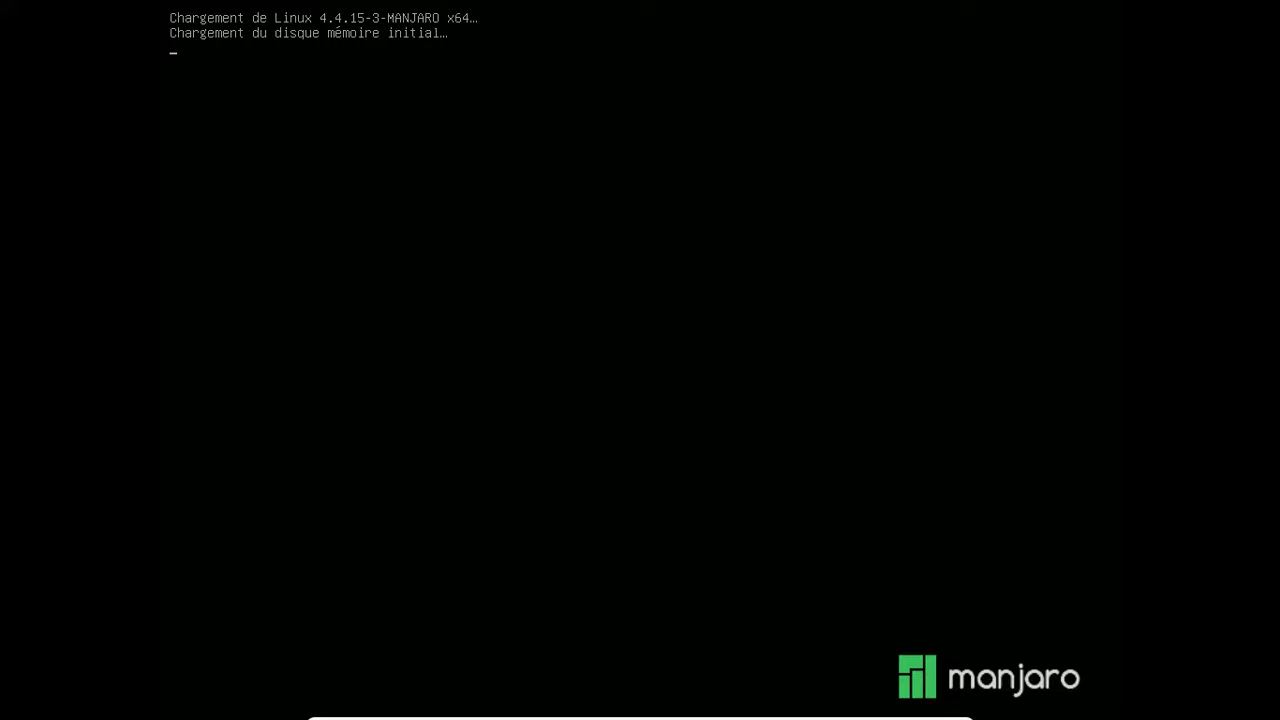 Chargement de Linux 4.4.15-3-MANJARO x64…
Chargement du disque mémoire initial…
manjaro